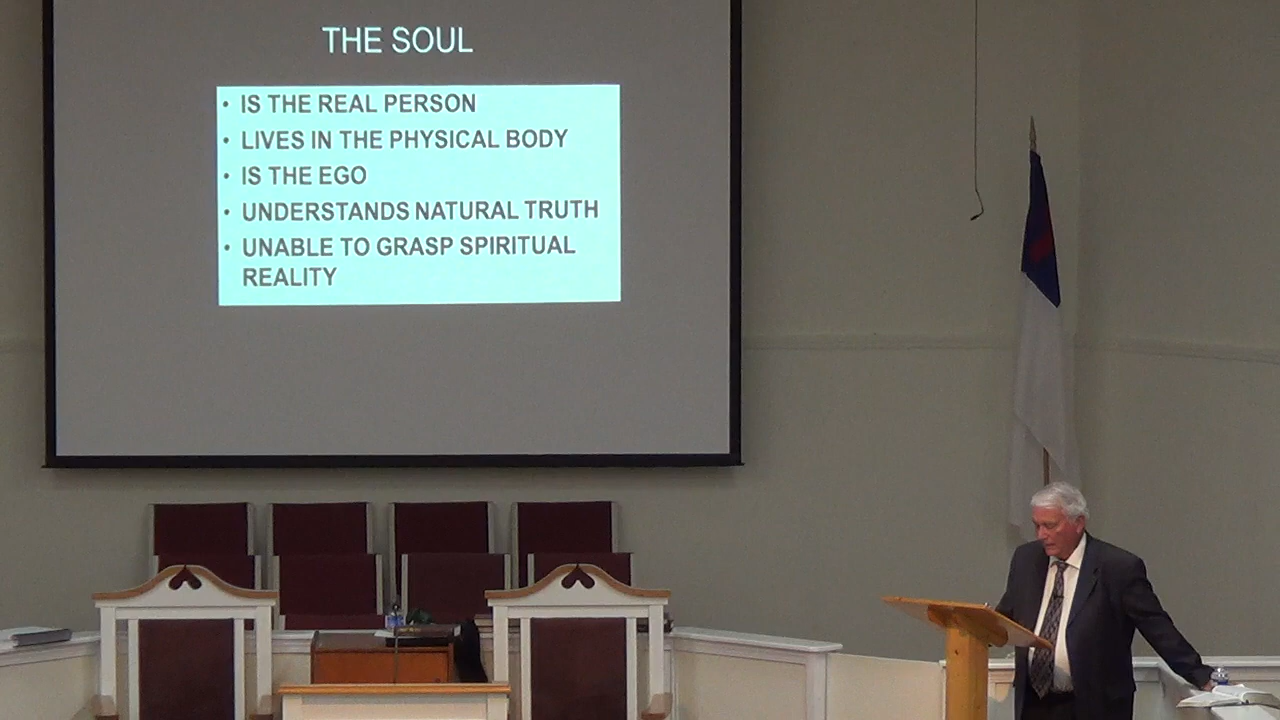 THE SOUL
• IS THE REAL PERSON
• LIVES IN THE PHYSICAL BODY
• IS THE EGO
• UNDERSTANDS NATURAL TRUTH
• UNABLE TO GRASP SPIRITUAL
REALITY